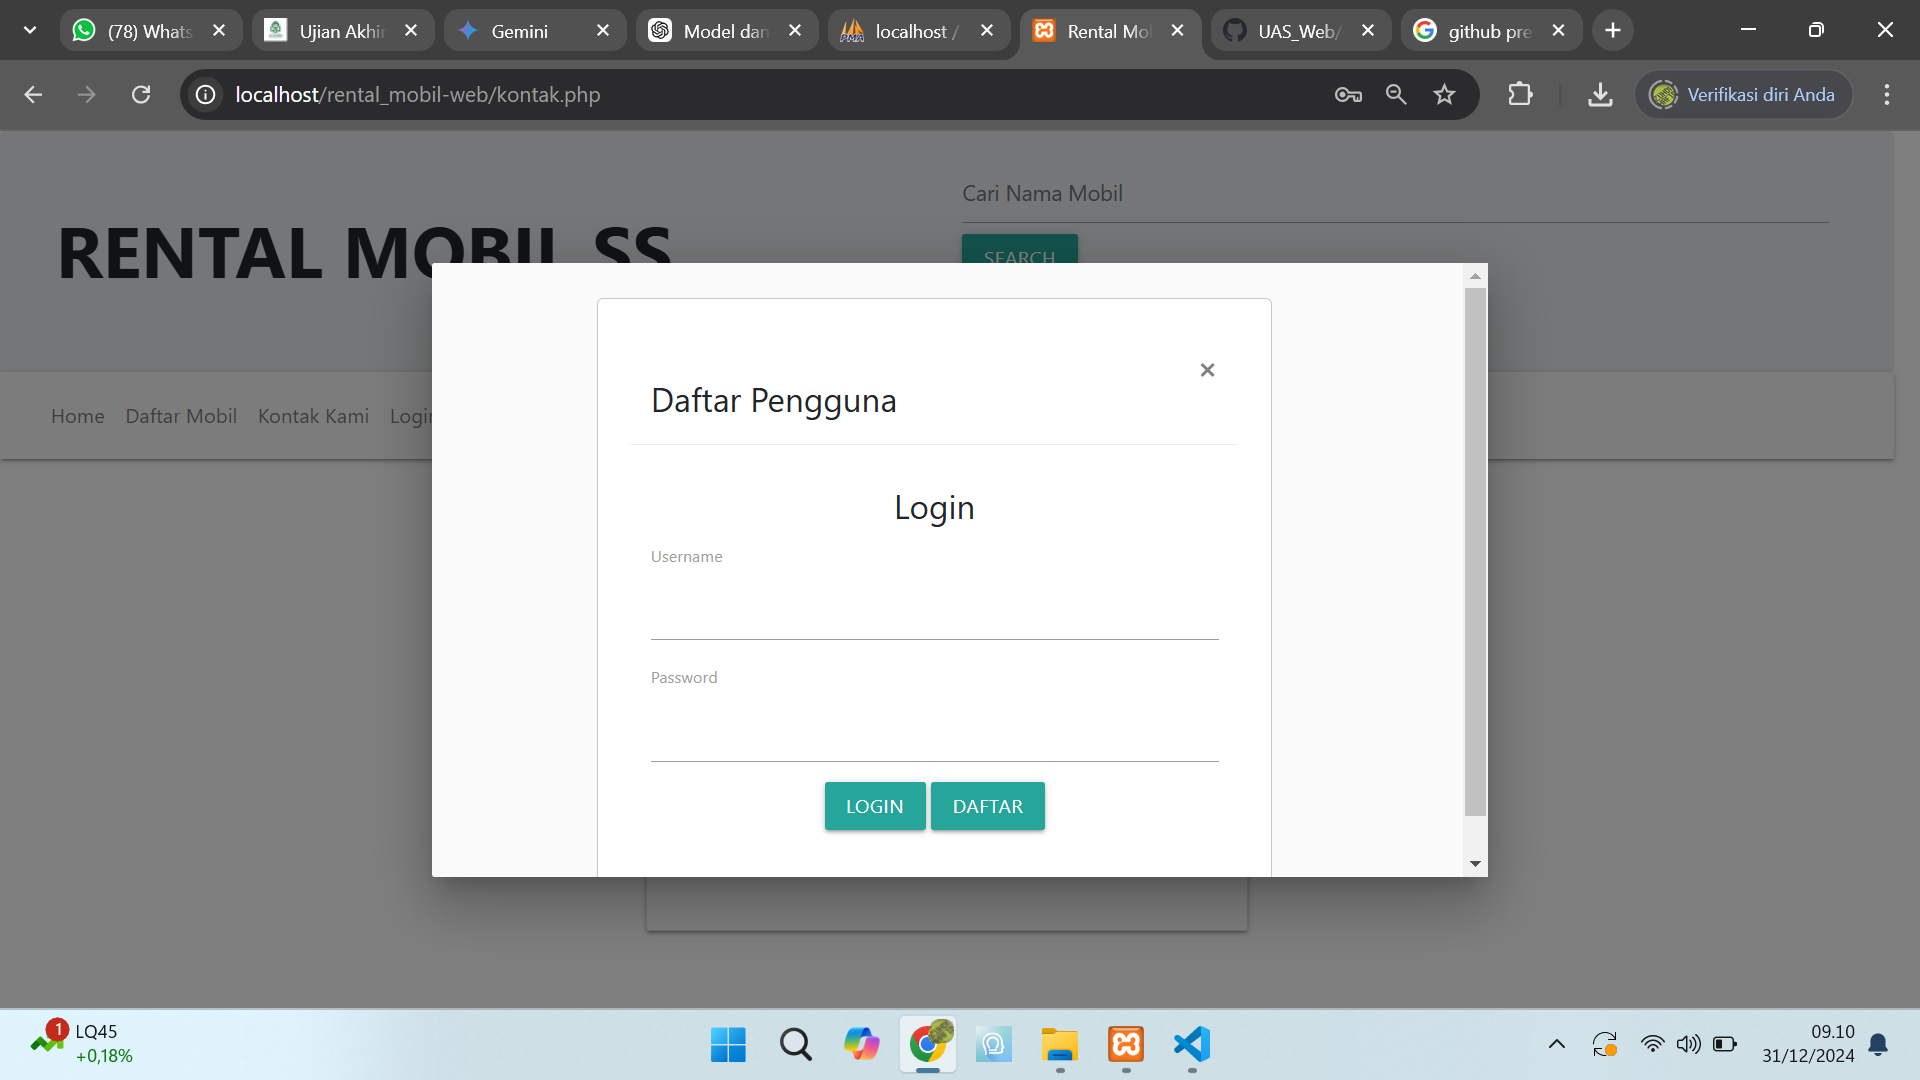 (78) Whats
Ujian Akhir
Gemini
Model dan
localhost /
Rental Mo
UAS_Web/
github pre
localhost/rental_mobil-web/kontak.php
Verifikasi diri Anda
Cari Nama Mobil
RENTAL MOBIL SS
SEARCH
Home
Daftar Mobil
Kontak Kami
Login
×
Daftar Pengguna
Login
Username
Password
LOGIN
DAFTAR
1
LQ45
+0,18%
09.10
31/12/2024